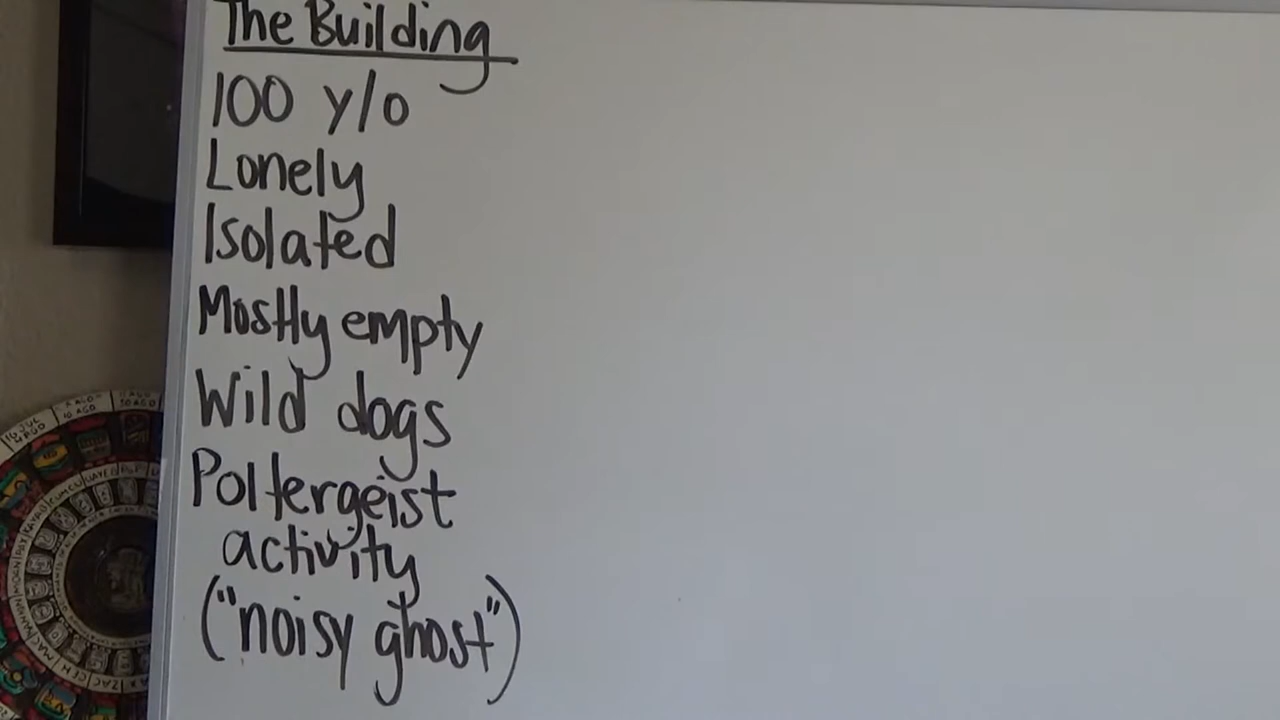 The Building
100 y/o
Lonely
Isolated
Mostly empty
Wild dogs
Poltergeist
activity
("noisy ghost")